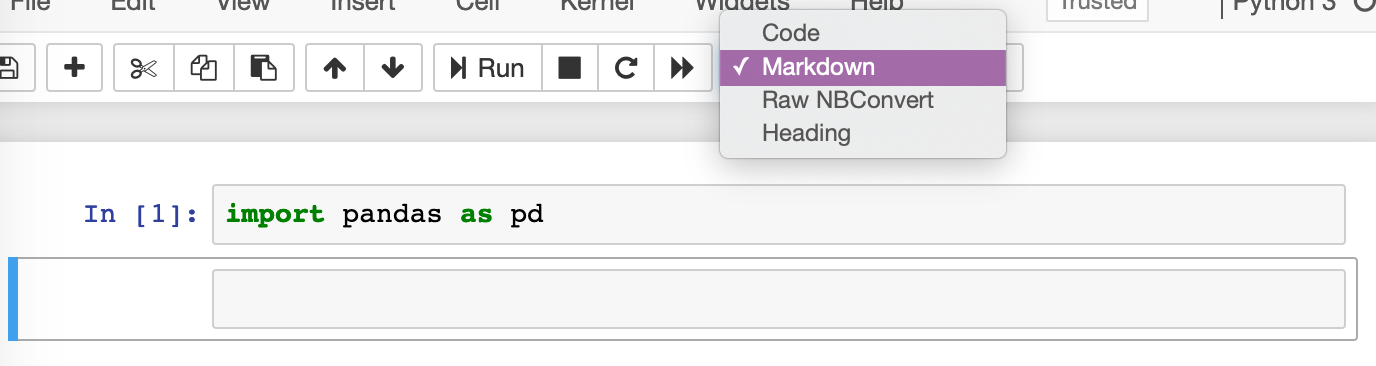 File Edit View Insert Cell Kernel Widgets Help Trusted Python 3
Run
Code
Markdown
Raw NBConvert
Heading
In [1]: import pandas as pd